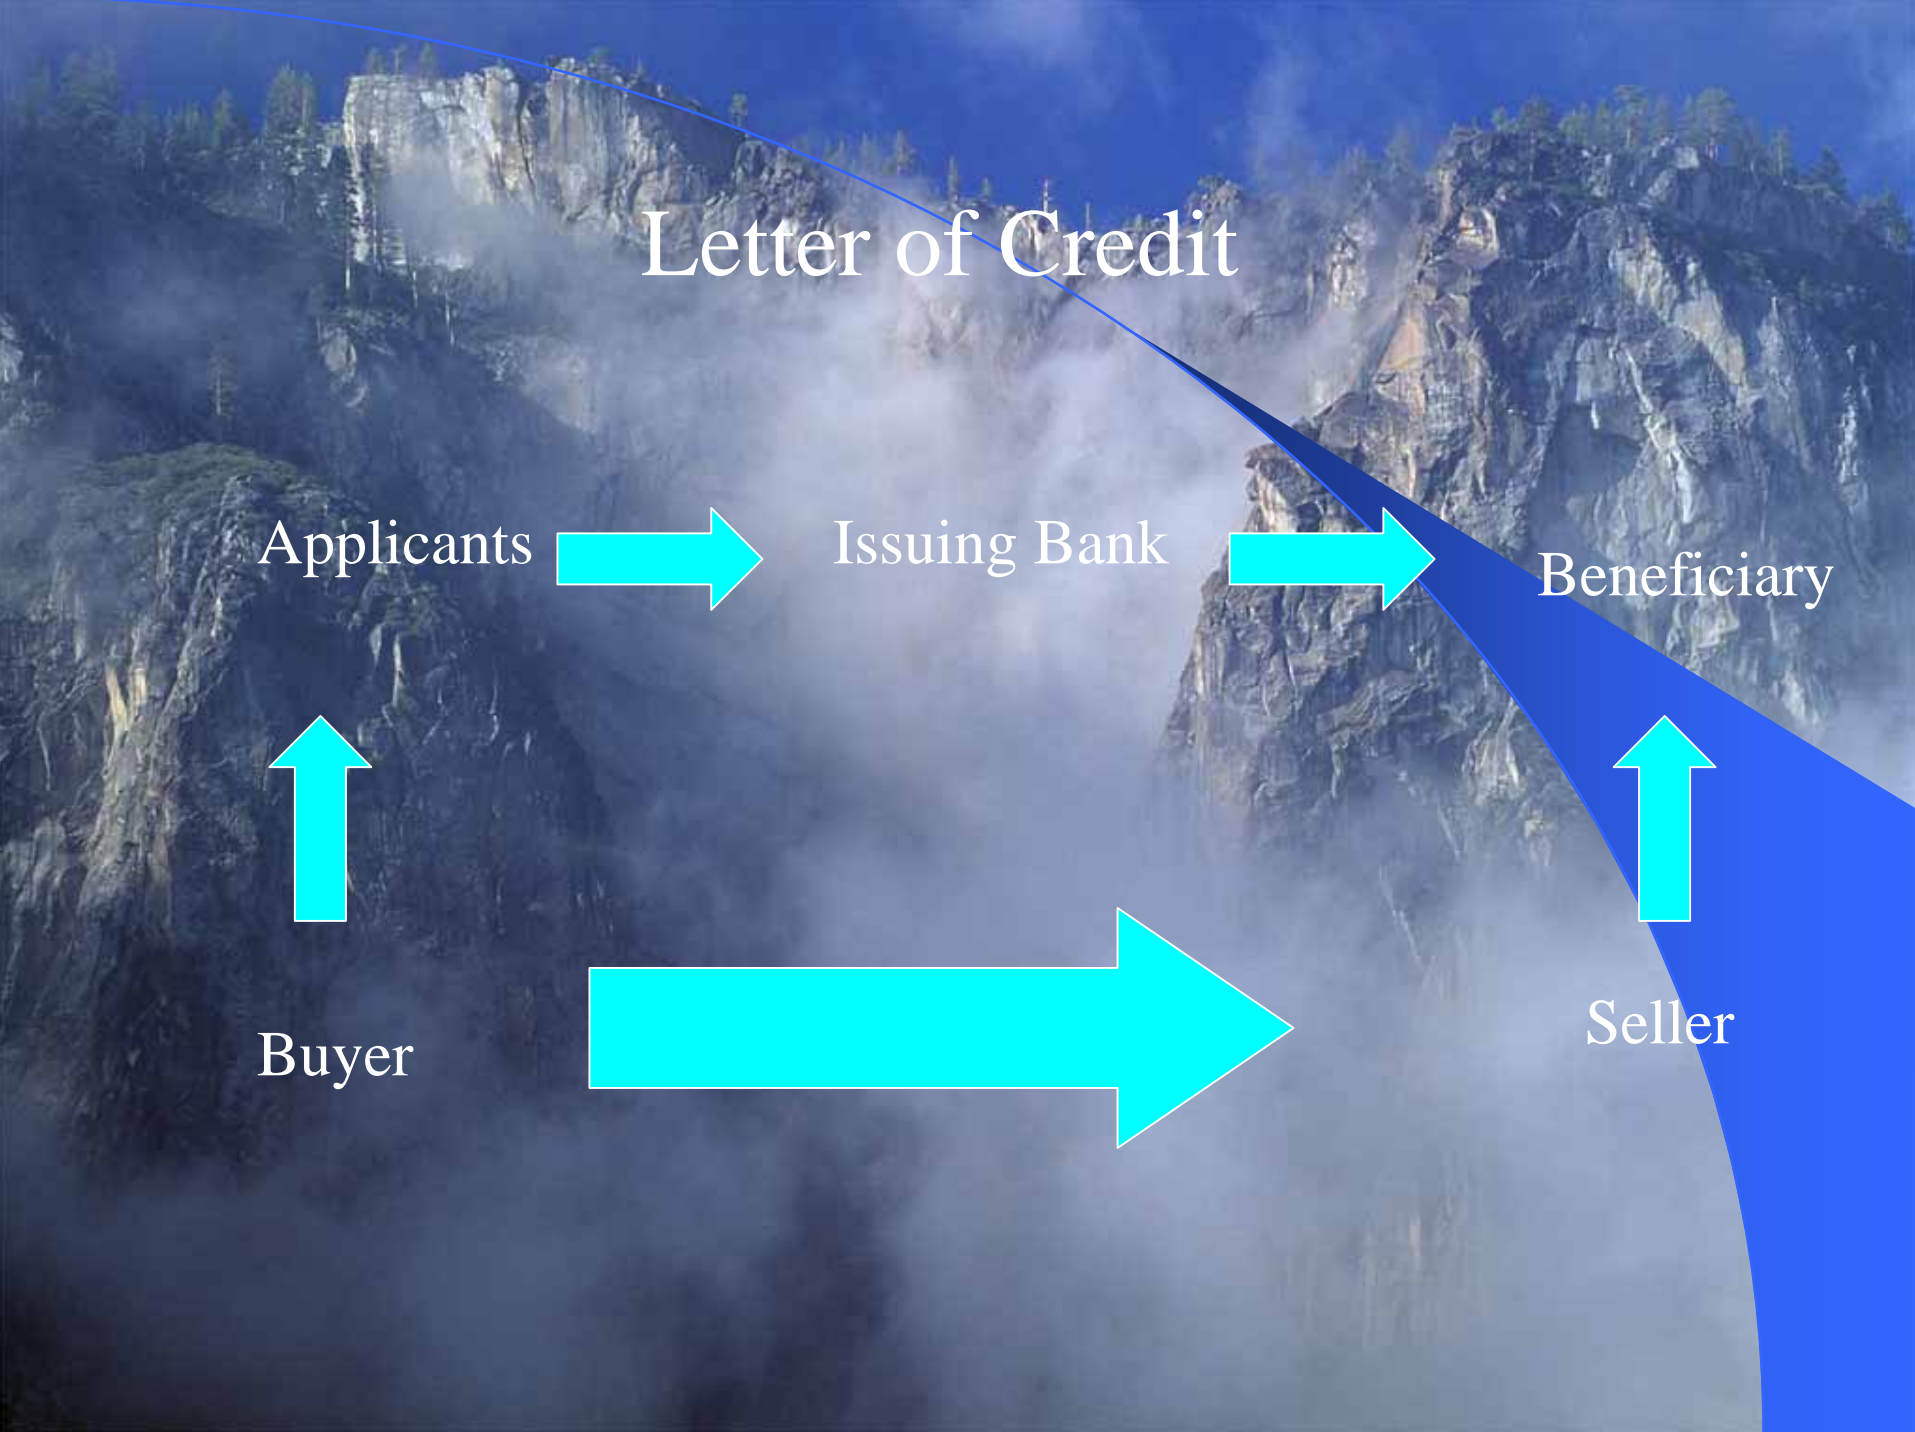 Letter of Credit
Applicants
Issuing Bank
Beneficiary
Buyer
Seller